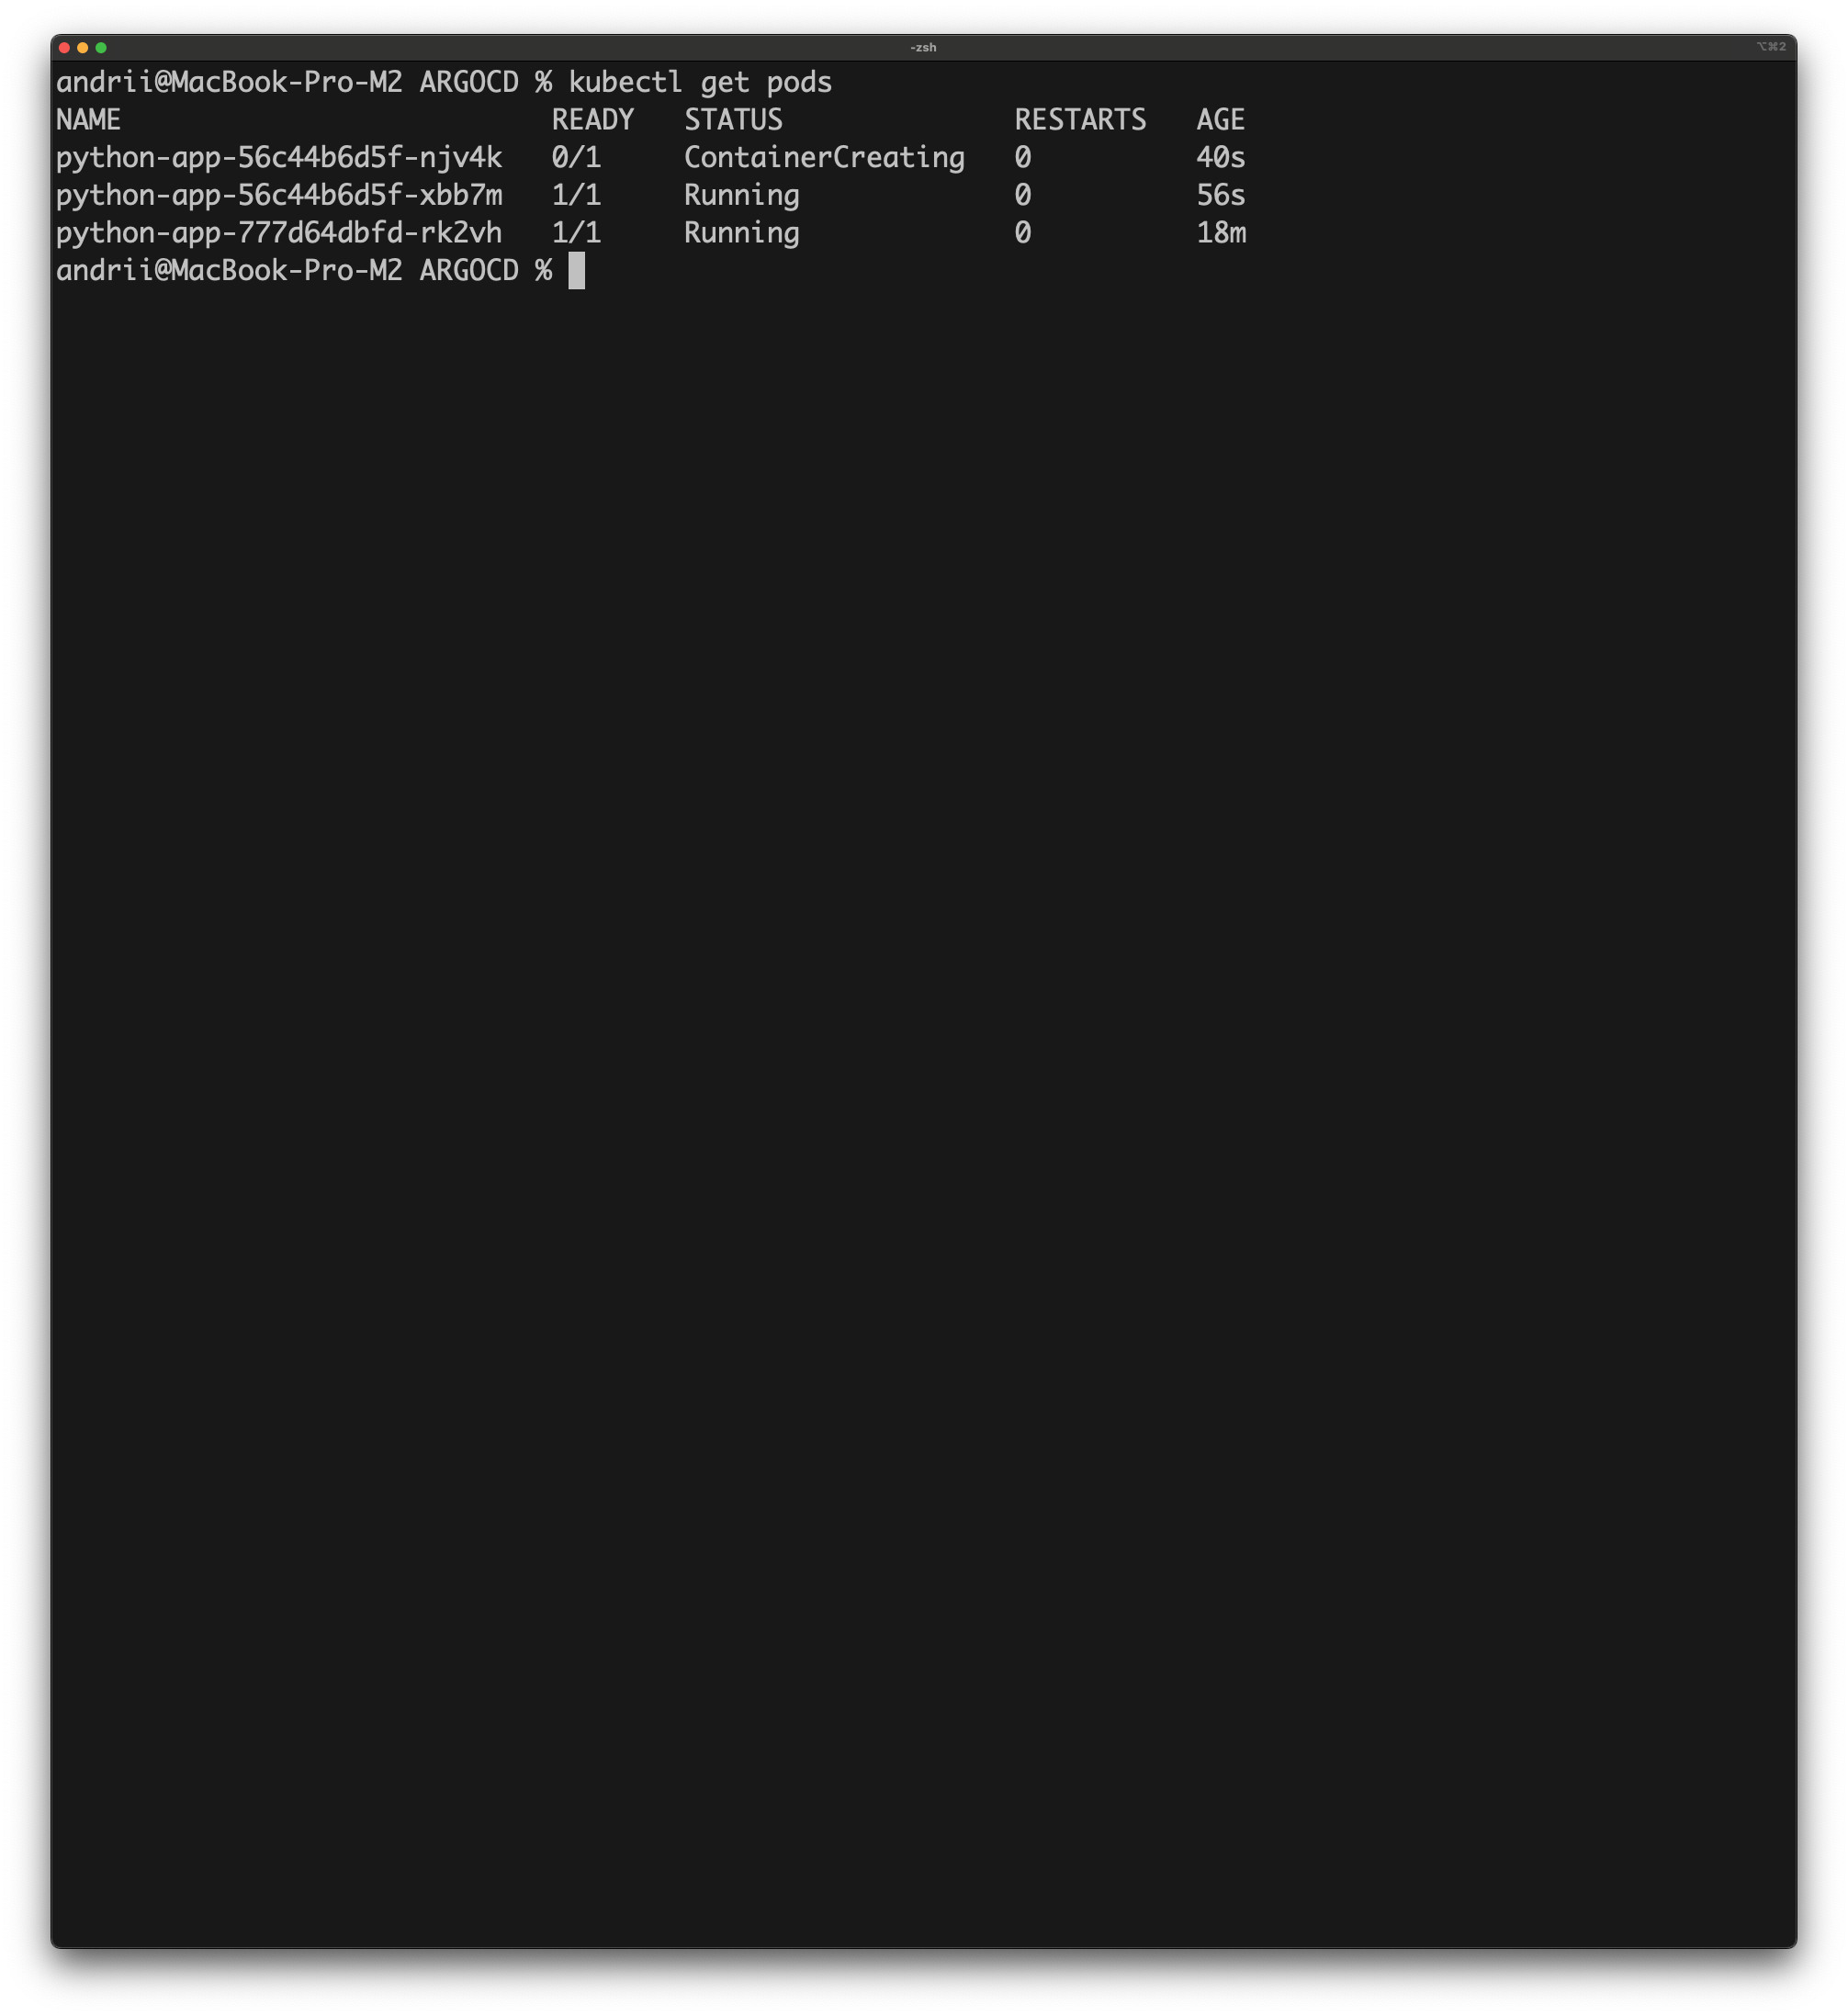 -zsh
⌥⌘2
andrii@MacBook-Pro-M2 ARGOCD % kubectl get pods
NAME                          READY   STATUS              RESTARTS   AGE
python-app-56c44b6d5f-njv4k   0/1     ContainerCreating   0          40s
python-app-56c44b6d5f-xbb7m   1/1     Running             0          56s
python-app-777d64dbfd-rk2vh   1/1     Running             0          18m
andrii@MacBook-Pro-M2 ARGOCD %